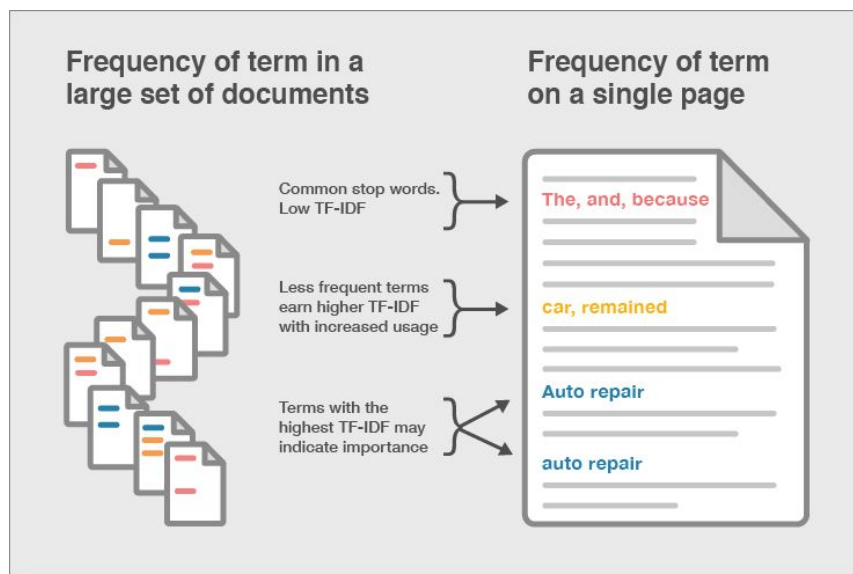 Frequency of term in a
large set of documents
Frequency of term
on a single page
Common stop words.
Low TF-IDF
The, and, because
Less frequent terms
earn higher TF-IDF
with increased usage
car, remained
Terms with the
highest TF-IDF may
indicate importance
Auto repair
auto repair